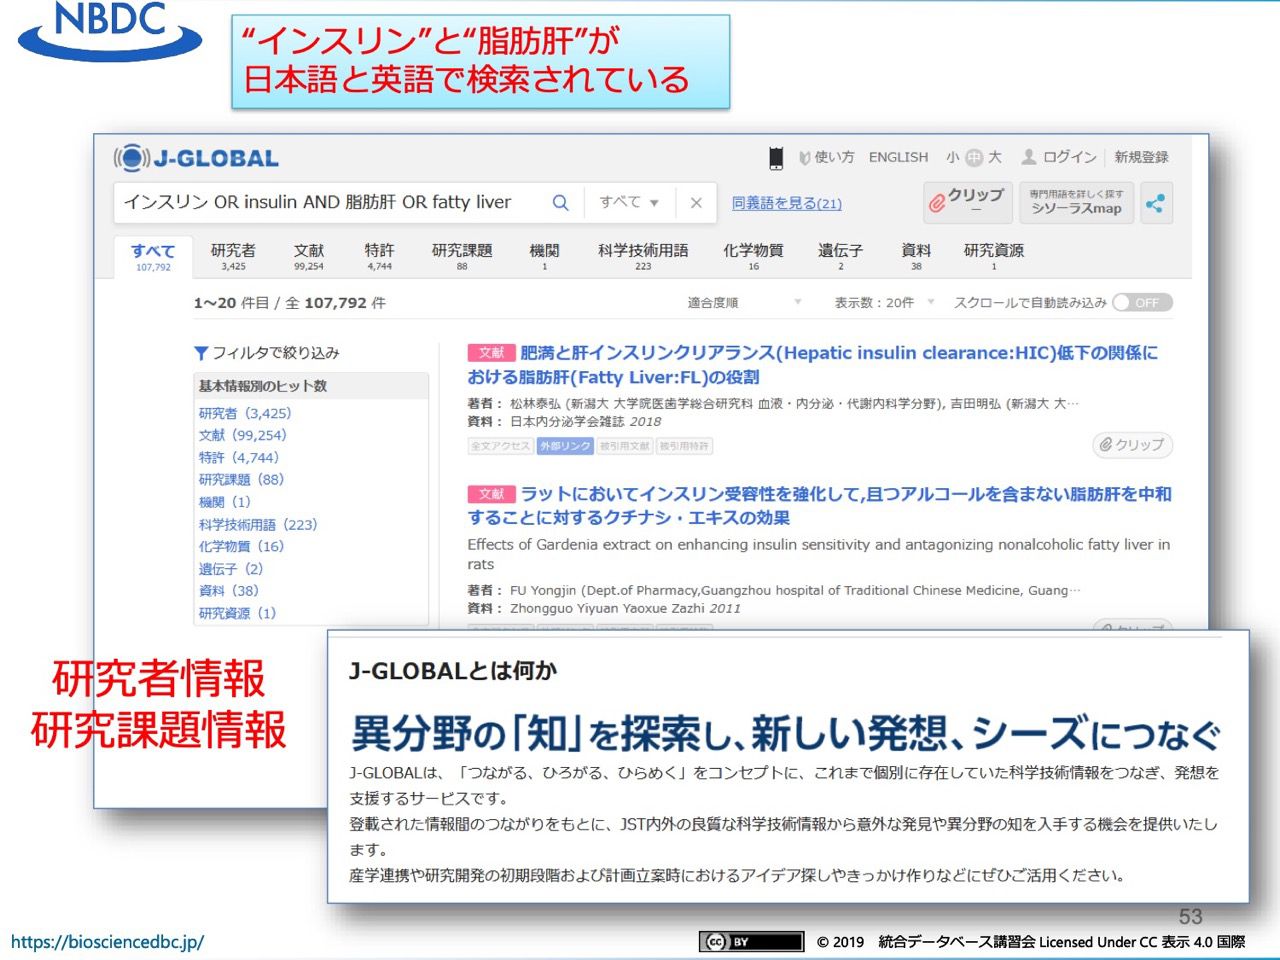 NBDC
“インスリン”と“脂肪肝”が
日本語と英語で検索されている
J-GLOBAL
使い方 ENGLISH 小 中 大 ログイン 新規登録
インスリン OR insulin AND 脂肪肝 OR fatty liver すべて × 同義語を見る(21)
クリップ
専門用語を詳しく探す
シソーラスmap
すべて 研究者 文献 特許 研究課題 機関 科学技術用語 化学物質 遺伝子 資料 研究資源
107,792 3,425 99,254 4,744 88 1 223 16 2 38 1
1〜20 件目 / 全 107,792 件 適合度順 表示数：20件 スクロールで自動読み込み OFF
フィルタで絞り込み
基本情報別のヒット数
研究者（3,425）
文献（99,254）
特許（4,744）
研究課題（88）
機関（1）
科学技術用語（223）
化学物質（16）
遺伝子（2）
資料（38）
研究資源（1）
文献 肥満と肝インスリンクリアランス(Hepatic insulin clearance:HIC)低下の関係に
おける脂肪肝(Fatty Liver:FL)の役割
著者： 松林泰弘 (新潟大 大学院医歯学総合研究科 血液・内分泌・代謝内科学分野), 吉田明弘 (新潟大 大…
資料： 日本内分泌学会雑誌 2018
全文アクセス 外部リンク 被引用文献 被引用特許 クリップ
文献 ラットにおいてインスリン受容性を強化して,且つアルコールを含まない脂肪肝を中和
することに対するクチナシ・エキスの効果
Effects of Gardenia extract on enhancing insulin sensitivity and antagonizing nonalcoholic fatty liver in
rats
著者： FU Yongjin (Dept.of Pharmacy,Guangzhou hospital of Traditional Chinese Medicine, Guang…
資料： Zhongguo Yiyuan Yaoxue Zazhi 2011
研究者情報
研究課題情報
J-GLOBALとは何か
異分野の「知」を探索し、新しい発想、シーズにつなぐ
J-GLOBALは、「つながる、ひろがる、ひらめく」をコンセプトに、これまで個別に存在していた科学技術情報をつなぎ、発想を
支援するサービスです。
登載された情報間のつながりをもとに、JST内外の良質な科学技術情報から意外な発見や異分野の知を入手する機会を提供いたし
ます。
産学連携や研究開発の初期段階および計画立案時におけるアイデア探しやきっかけ作りなどにぜひご活用ください。
53
https://biosciencedbc.jp/
cc BY © 2019 統合データベース講習会 Licensed Under CC 表示 4.0 国際